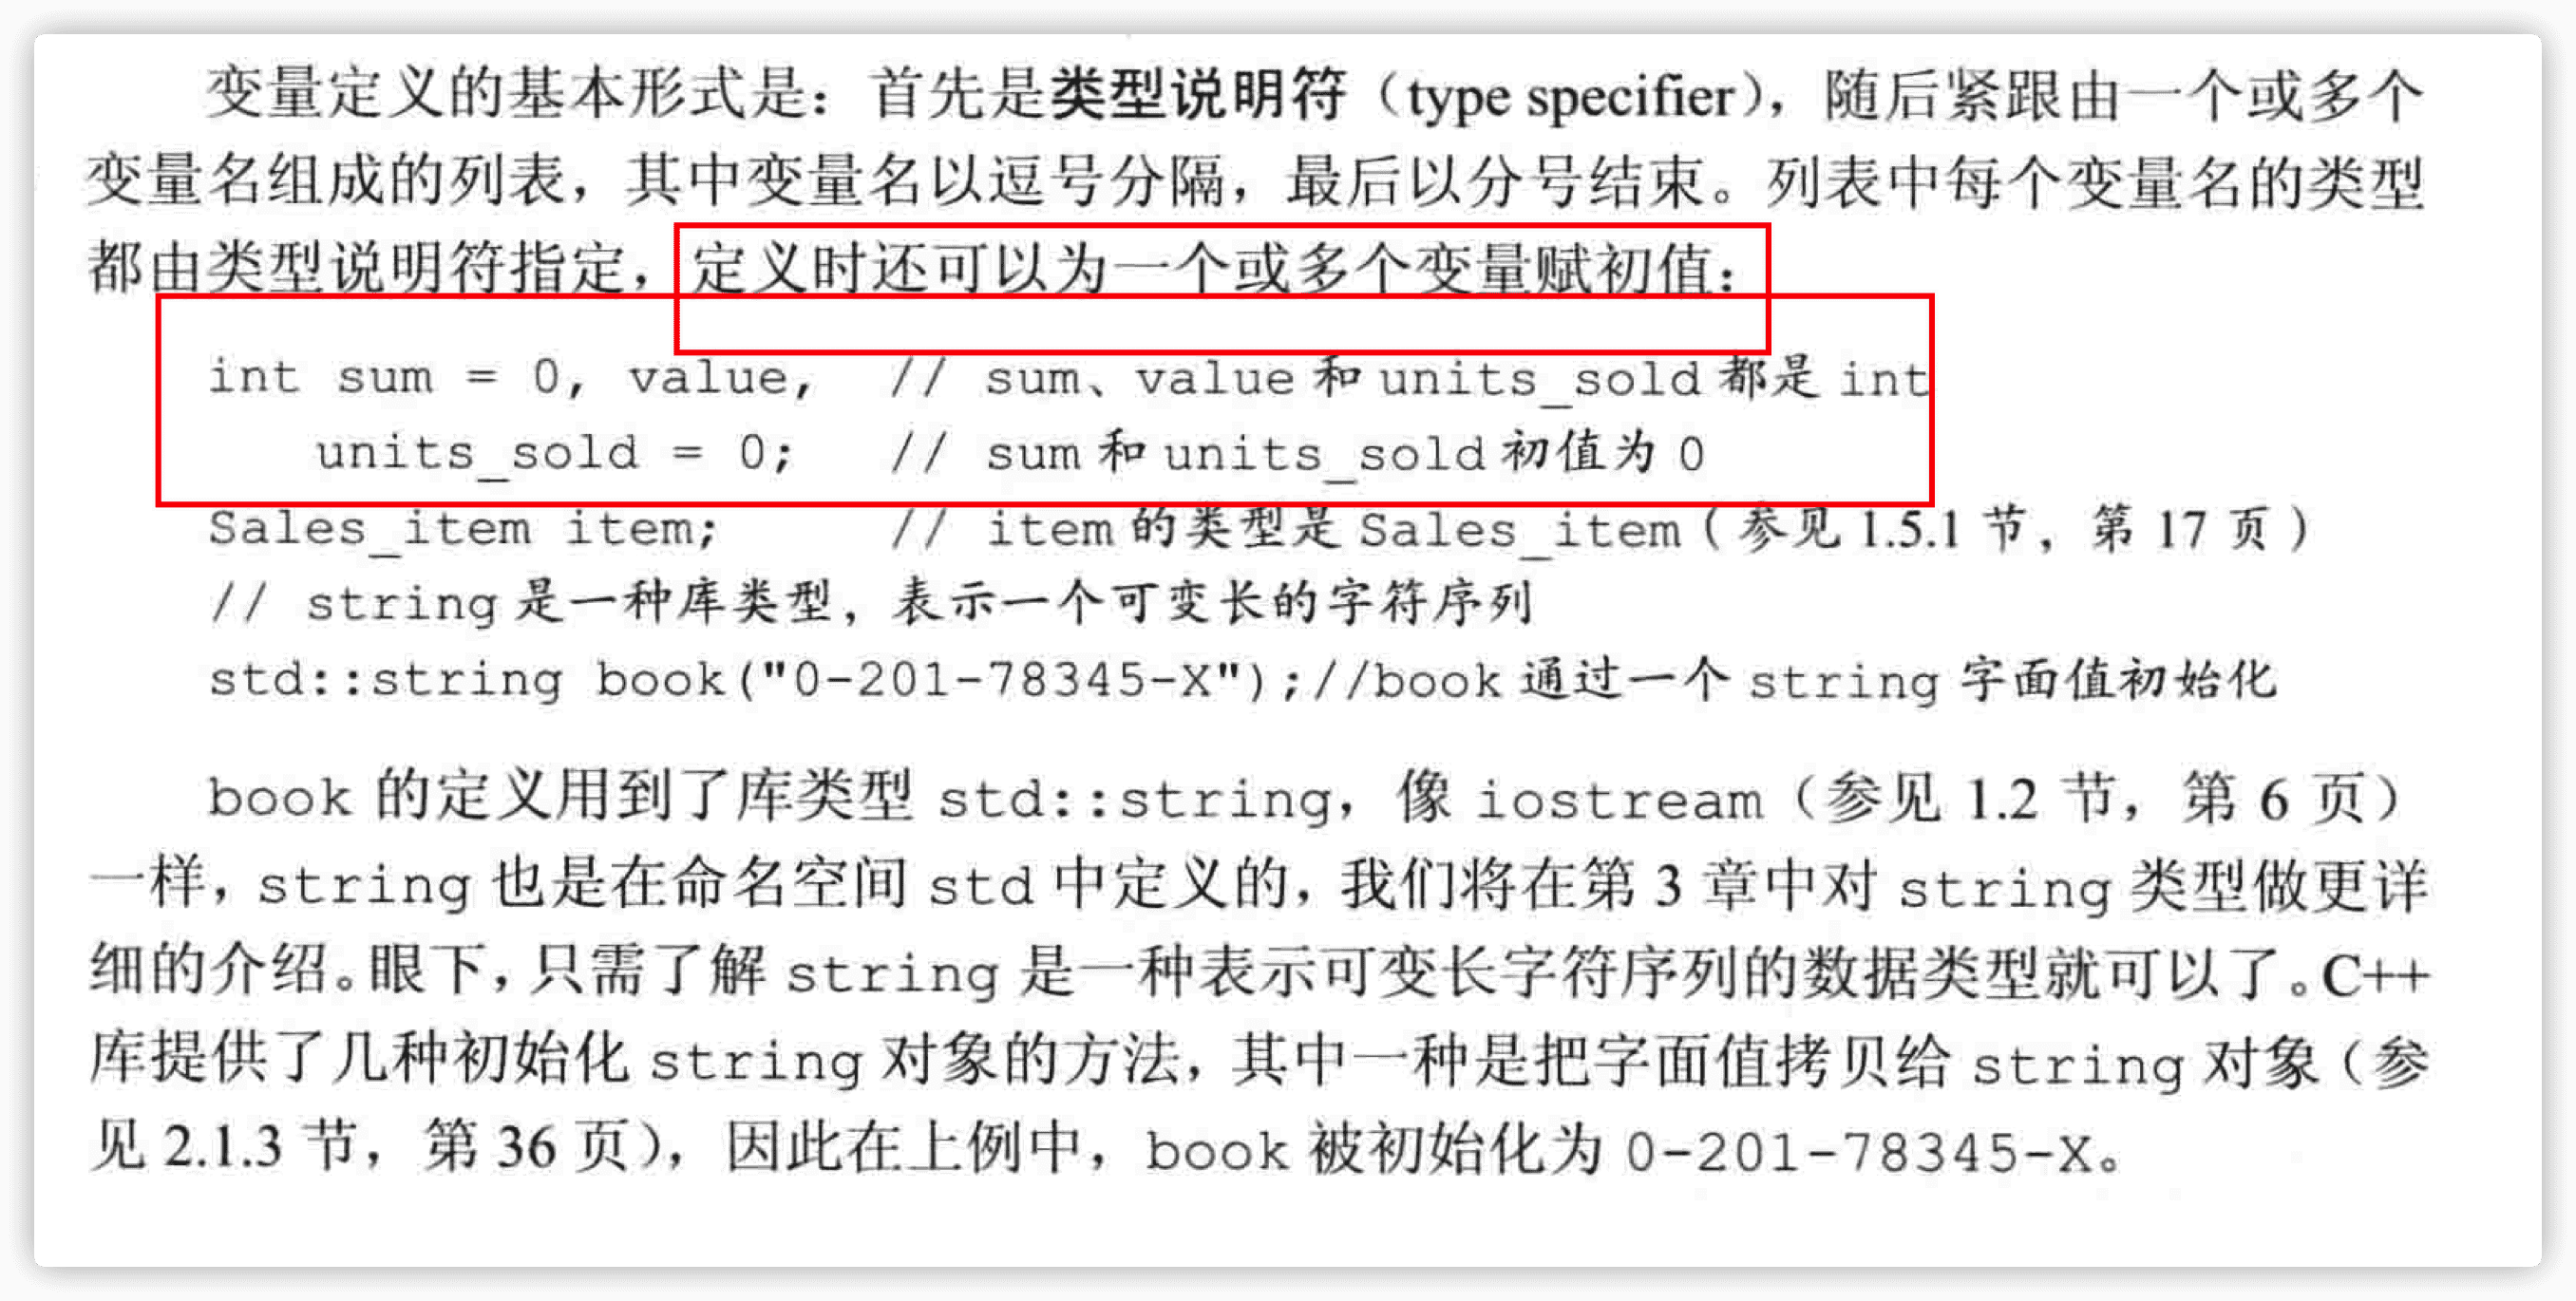 变量定义的基本形式是：首先是类型说明符（type specifier），随后紧跟由一个或多个
变量名组成的列表，其中变量名以逗号分隔，最后以分号结束。列表中每个变量名的类型
都由类型说明符指定，定义时还可以为一个或多个变量赋初值：
int sum = 0, value,  // sum、value 和 units_sold 都是 int
units_sold = 0;  // sum 和 units_sold 初值为 0
Sales_item item;  // item 的类型是 Sales_item（参见 1.5.1 节，第 17 页）
// string 是一种库类型，表示一个可变长的字符序列
std::string book("0-201-78345-X");//book 通过一个 string 字面值初始化
book 的定义用到了库类型 std::string，像 iostream（参见 1.2 节，第 6 页）
一样，string 也是在命名空间 std 中定义的，我们将在第 3 章中对 string 类型做更详
细的介绍。眼下，只需了解 string 是一种表示可变长字符序列的数据类型就可以了。C++
库提供了几种初始化 string 对象的方法，其中一种是把字面值拷贝给 string 对象（参
见 2.1.3 节，第 36 页），因此在上例中，book 被初始化为 0-201-78345-X。